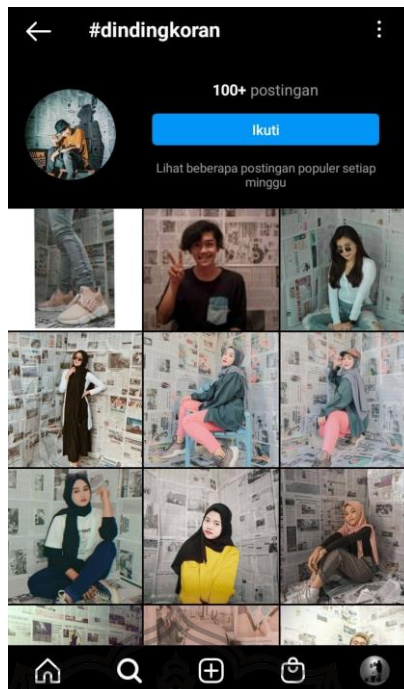 #dindingkoran
100+ postingan
Ikuti
Lihat beberapa postingan populer setiap
minggu